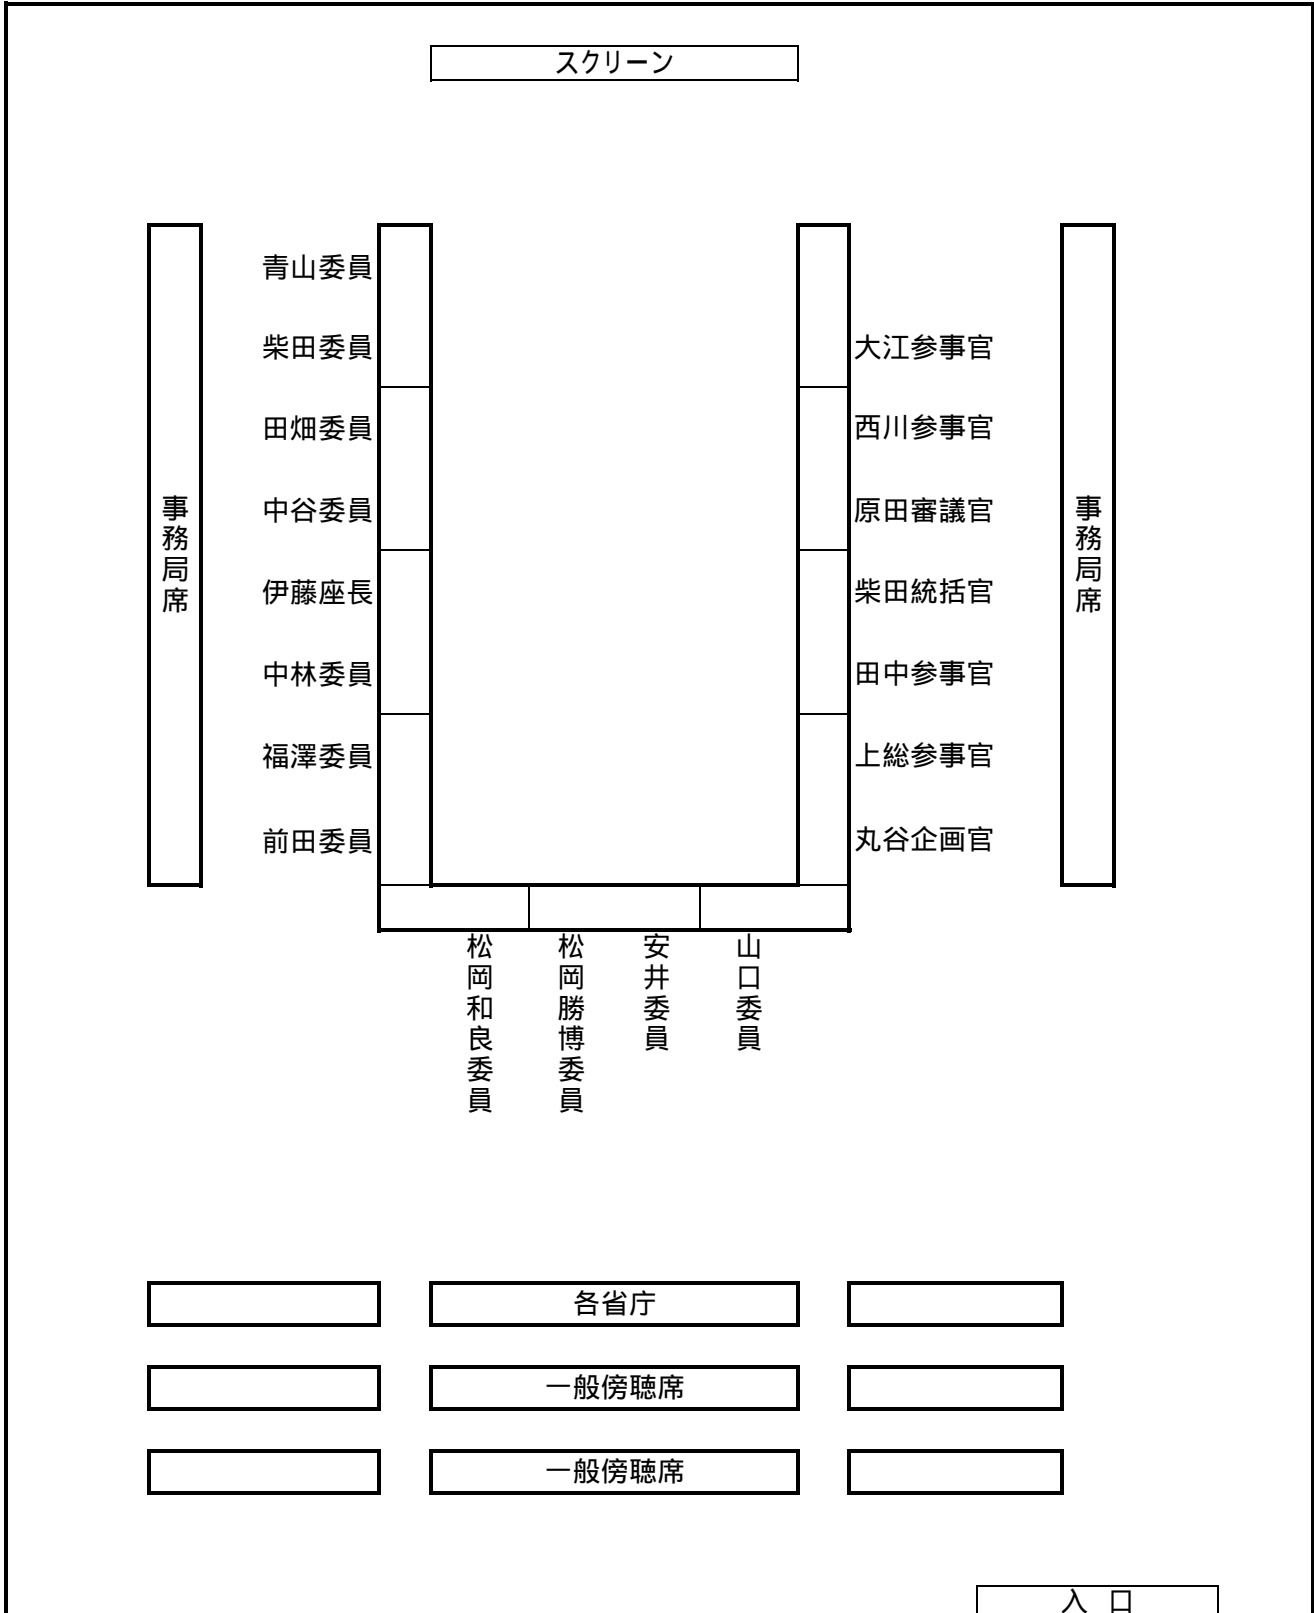 スクリーン
事務局席
青山委員
柴田委員
田畑委員
中谷委員
伊藤座長
中林委員
福澤委員
前田委員
大江参事官
西川参事官
原田審議官
柴田統括官
田中参事官
上総参事官
丸谷企画官
事務局席
松岡和良委員
松岡勝博委員
安井委員
山口委員
各省庁
一般傍聴席
一般傍聴席
入 口